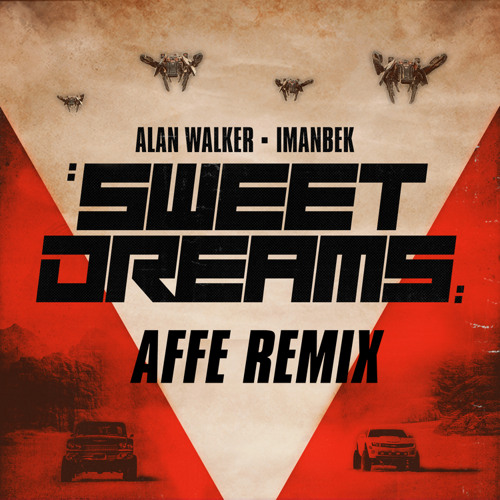 ALAN WALKER ▪ IMANBEK
:SWEET
DREAMS:
AFFE REMIX